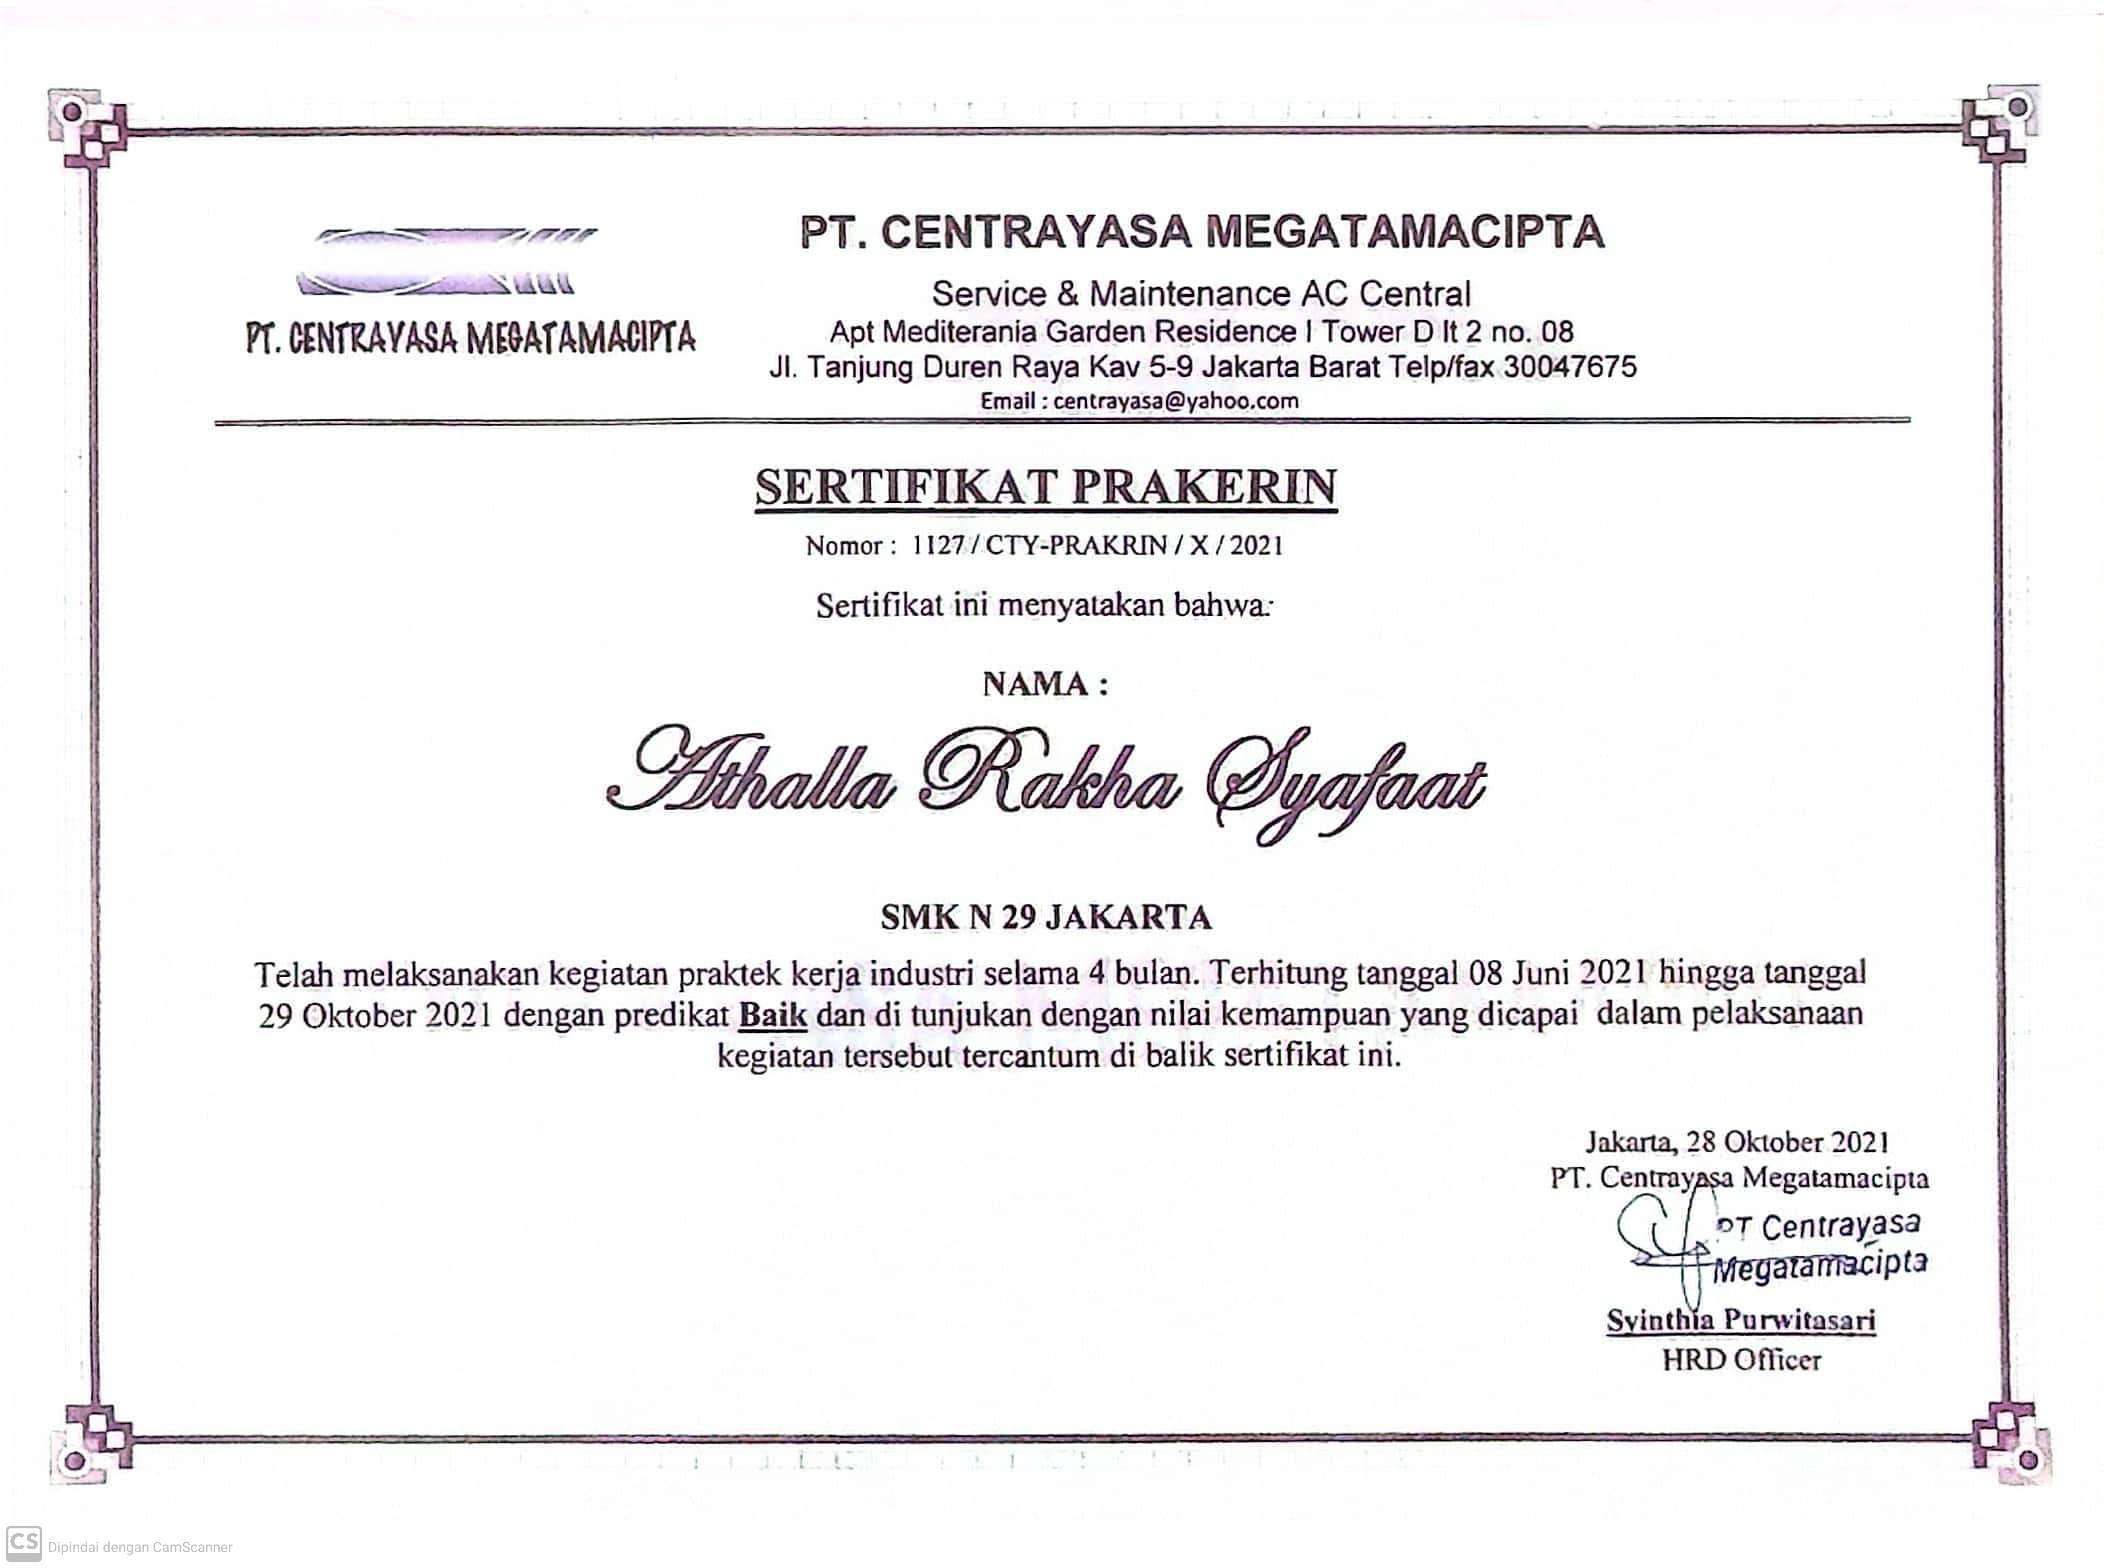 PT. CENTRAYASA MEGATAMACIPTA
PT. CENTRAYASA MEGATAMACIPTA
Service & Maintenance AC Central
Apt Mediterania Garden Residence I Tower D lt 2 no. 08
Jl. Tanjung Duren Raya Kav 5-9 Jakarta Barat Telp/fax 30047675
Email : centrayasa@yahoo.com
SERTIFIKAT PRAKERIN
Nomor : 1127 / CTY-PRAKRIN / X / 2021
Sertifikat ini menyatakan bahwa:
NAMA :
Athalla Rakha Syafaat
SMK N 29 JAKARTA
Telah melaksanakan kegiatan praktek kerja industri selama 4 bulan. Terhitung tanggal 08 Juni 2021 hingga tanggal
29 Oktober 2021 dengan predikat Baik dan di tunjukan dengan nilai kemampuan yang dicapai dalam pelaksanaan
kegiatan tersebut tercantum di balik sertifikat ini.
Jakarta, 28 Oktober 2021
PT. Centrayasa Megatamacipta
PT Centrayasa
Megatamacipta
Syinthia Purwitasari
HRD Officer
CS Dipindai dengan CamScanner